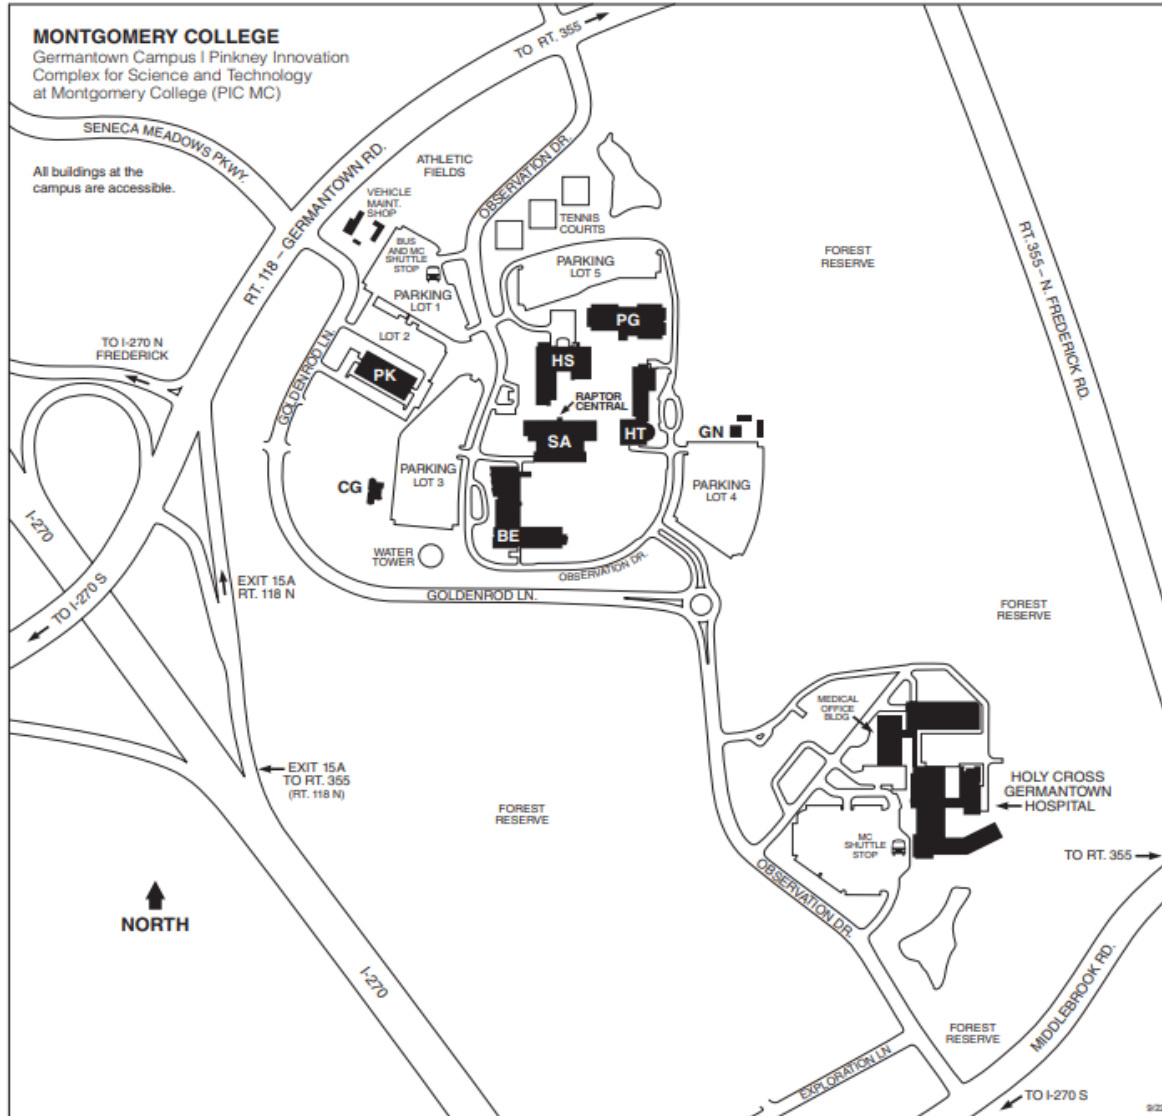 MONTGOMERY COLLEGE
Germantown Campus | Pinkney Innovation
Complex for Science and Technology
at Montgomery College (PIC MC)
TO RT. 355
SENECA MEADOWS PKWY.
All buildings at the
campus are accessible.
RT. 118 – GERMANTOWN RD.
ATHLETIC
FIELDS
OBSERVATION DR.
VEHICLE
MAINT.
SHOP
TENNIS
COURTS
BUS
AND MC
SHUTTLE
STOP
PARKING
LOT 1
PARKING
LOT 5
FOREST
RESERVE
RT. 355 – N. FREDERICK RD.
TO I-270 N
FREDERICK
GOLDENROD LN.
LOT 2
PK
PG
HS
RAPTOR
CENTRAL
SA
HT
GN
PARKING
LOT 3
PARKING
LOT 4
CG
BE
WATER
TOWER
OBSERVATION DR.
I-270
TO I-270 S
EXIT 15A
RT. 118 N
GOLDENROD LN.
FOREST
RESERVE
MEDICAL
OFFICE
BLDG
EXIT 15A
TO RT. 355
(RT. 118 N)
HOLY CROSS
GERMANTOWN
HOSPITAL
FOREST
RESERVE
MC
SHUTTLE
STOP
TO RT. 355
OBSERVATION DR.
NORTH
I-270
MIDDLEBROOK RD.
FOREST
RESERVE
EXPLORATION LN
TO I-270 S